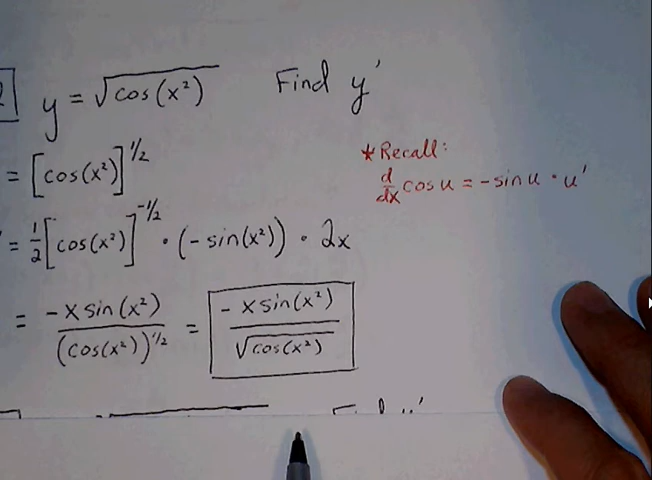 y = √cos(x²) Find y'
= [cos(x²)]^1/2
* Recall:
d/dx cos u = - sin u · u'
' = 1/2 [cos(x²)]^-1/2 · (- sin(x²)) · 2x
= -x sin(x²) / (cos(x²))^1/2 = -x sin(x²) / √cos(x²)